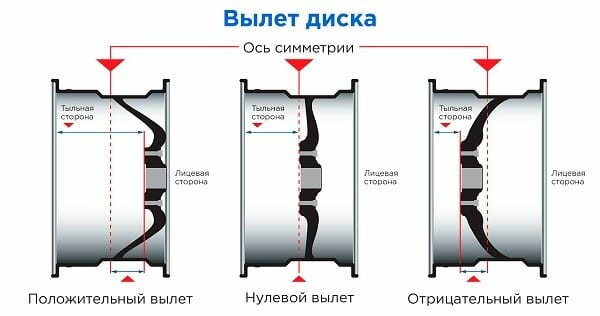 Вылет диска
Ось симметрии
Тыльная
сторона
Лицевая
сторона
Положительный вылет
Тыльная
сторона
Лицевая
сторона
Нулевой вылет
Тыльная
сторона
Лицевая
сторона
Отрицательный вылет